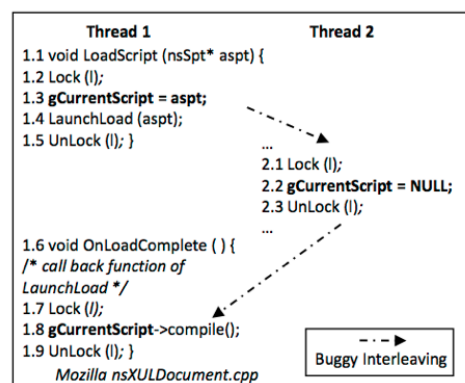 Thread 1
Thread 2
1.1 void LoadScript (nsSpt* aspt) {
1.2 Lock (l);
1.3 gCurrentScript = aspt;
1.4 LaunchLoad (aspt);
1.5 UnLock (l); }
...
2.1 Lock (l);
2.2 gCurrentScript = NULL;
2.3 UnLock (l);
...
1.6 void OnLoadComplete ( ) {
/* call back function of
LaunchLoad */
1.7 Lock (l);
1.8 gCurrentScript->compile();
1.9 UnLock (l); }
Mozilla nsXULDocument.cpp
Buggy Interleaving